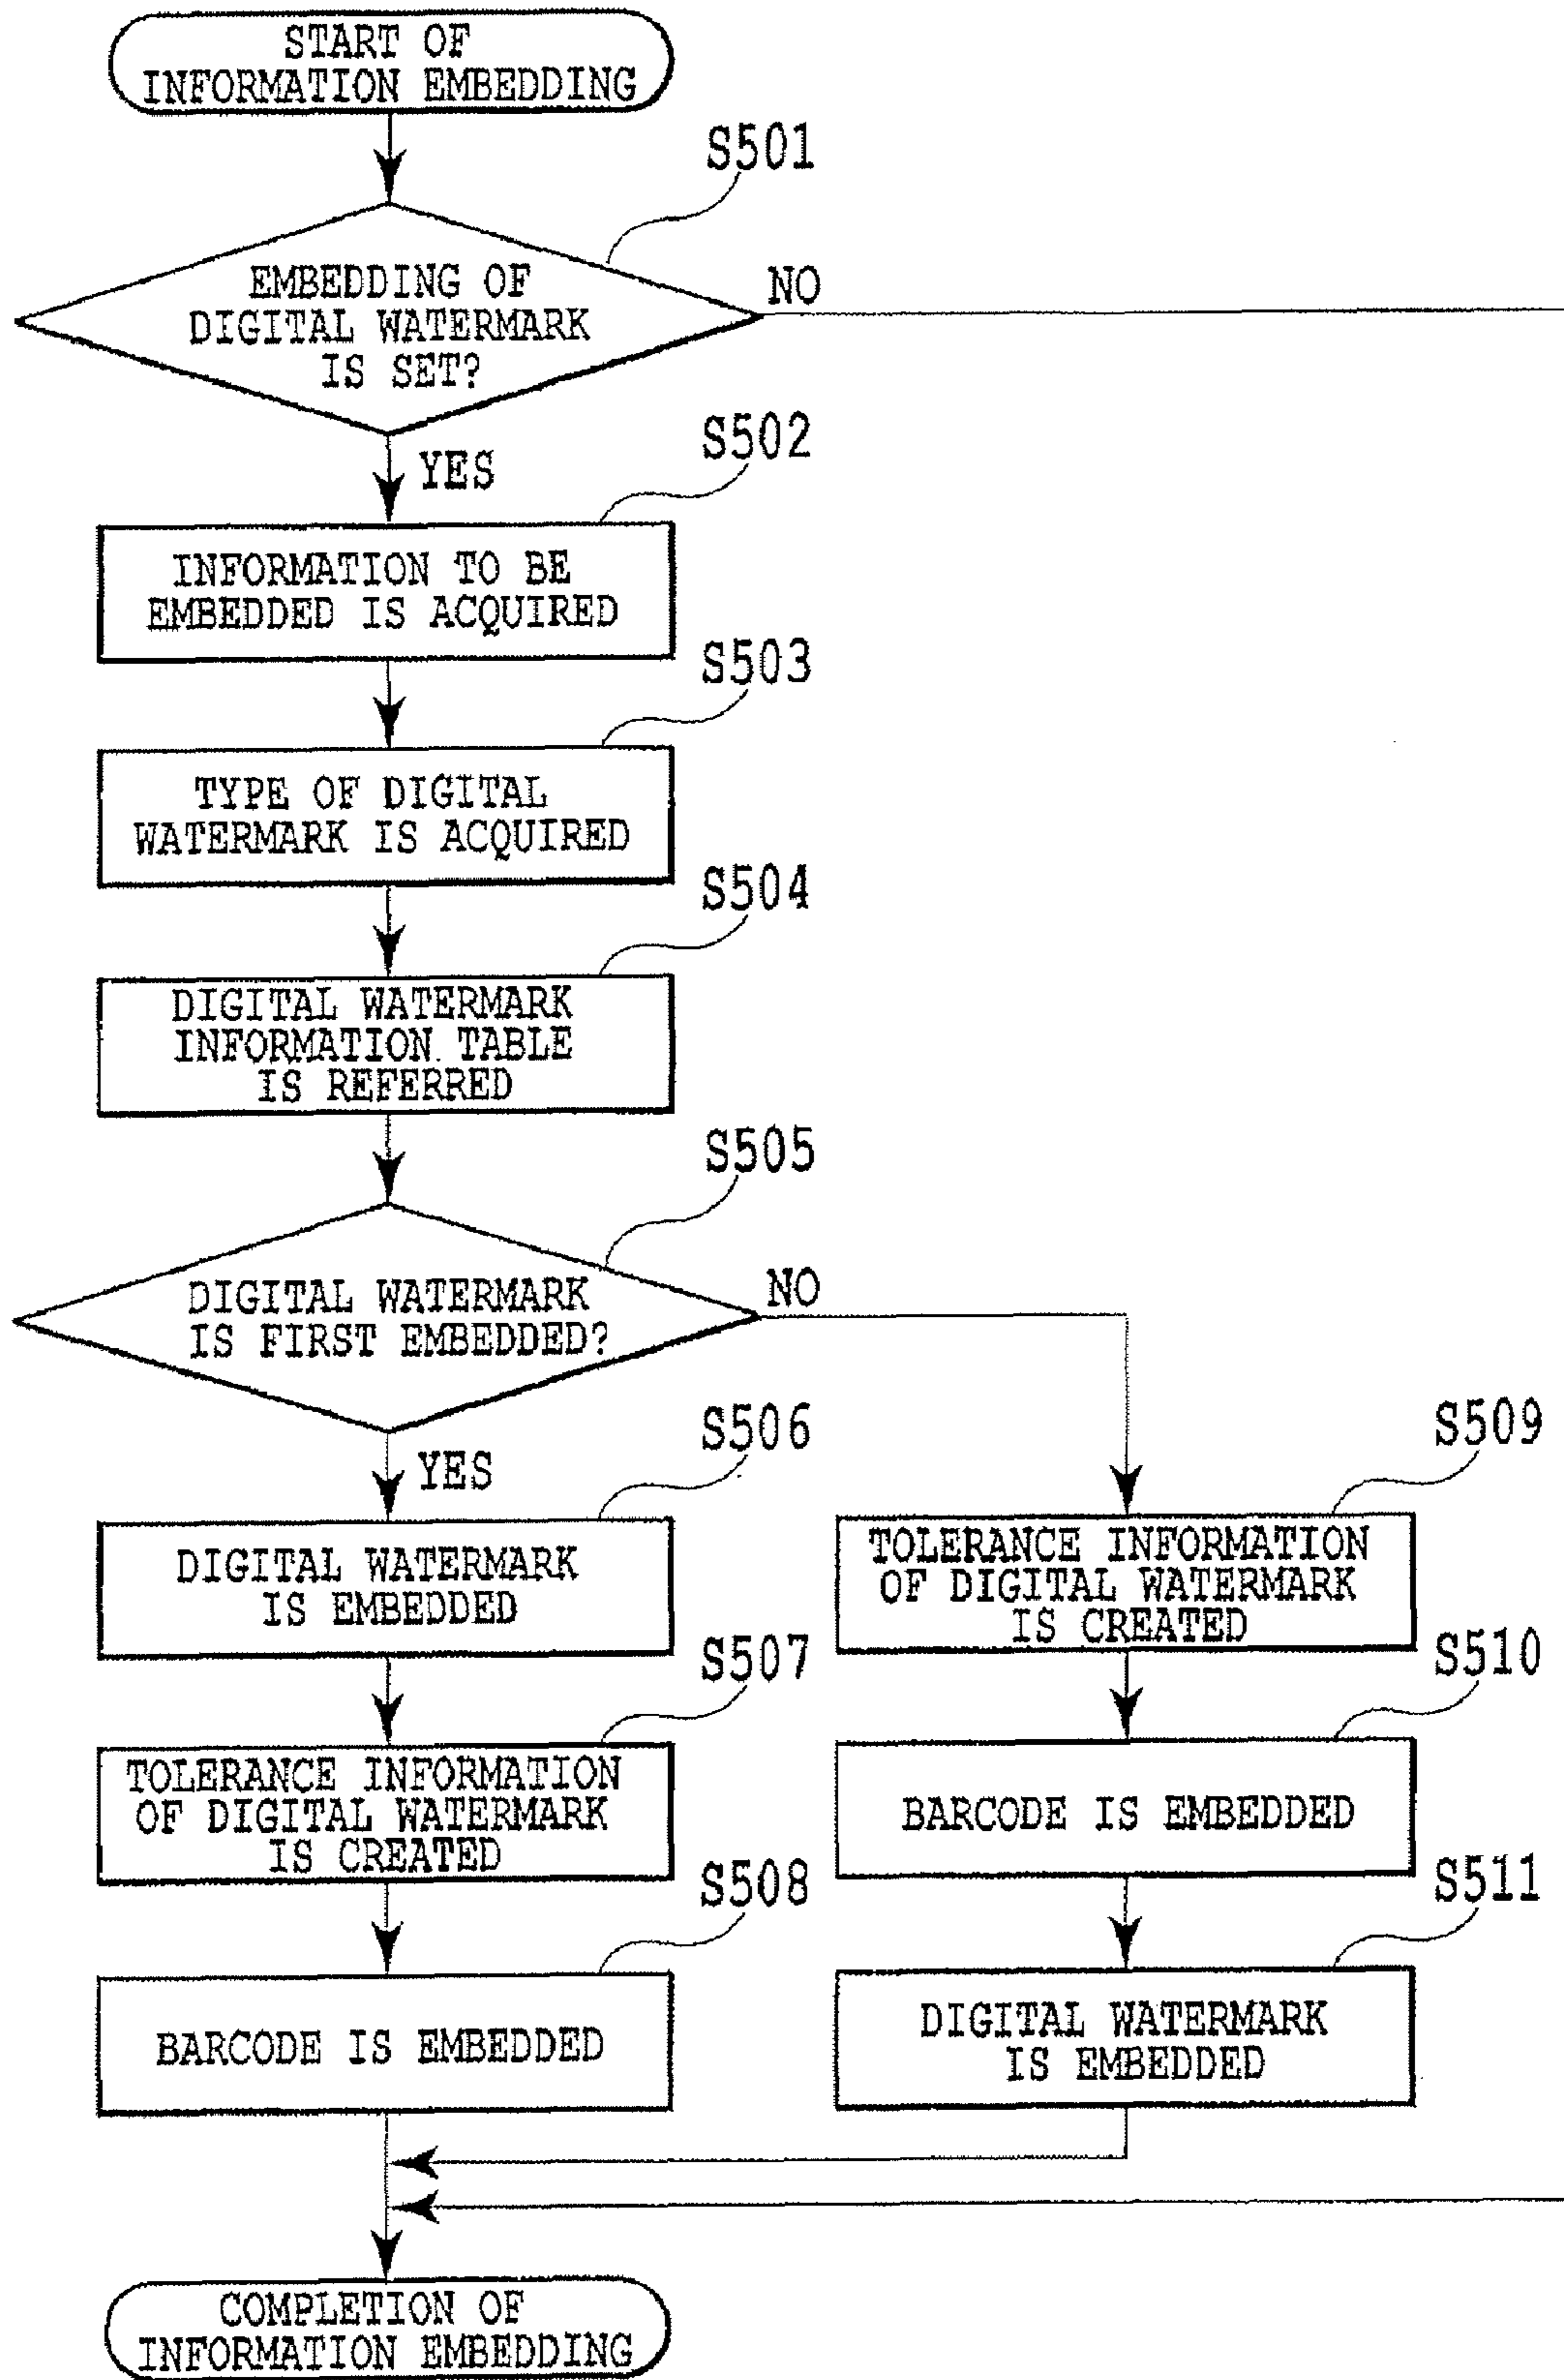 START OF
INFORMATION EMBEDDING
S501
EMBEDDING OF
DIGITAL WATERMARK
IS SET?
NO
YES
S502
INFORMATION TO BE
EMBEDDED IS ACQUIRED
S503
TYPE OF DIGITAL
WATERMARK IS ACQUIRED
S504
DIGITAL WATERMARK
INFORMATION TABLE
IS REFERRED
S505
DIGITAL WATERMARK
IS FIRST EMBEDDED?
NO
YES
S506
DIGITAL WATERMARK
IS EMBEDDED
S507
TOLERANCE INFORMATION
OF DIGITAL WATERMARK
IS CREATED
S508
BARCODE IS EMBEDDED
S509
TOLERANCE INFORMATION
OF DIGITAL WATERMARK
IS CREATED
S510
BARCODE IS EMBEDDED
S511
DIGITAL WATERMARK
IS EMBEDDED
COMPLETION OF
INFORMATION EMBEDDING